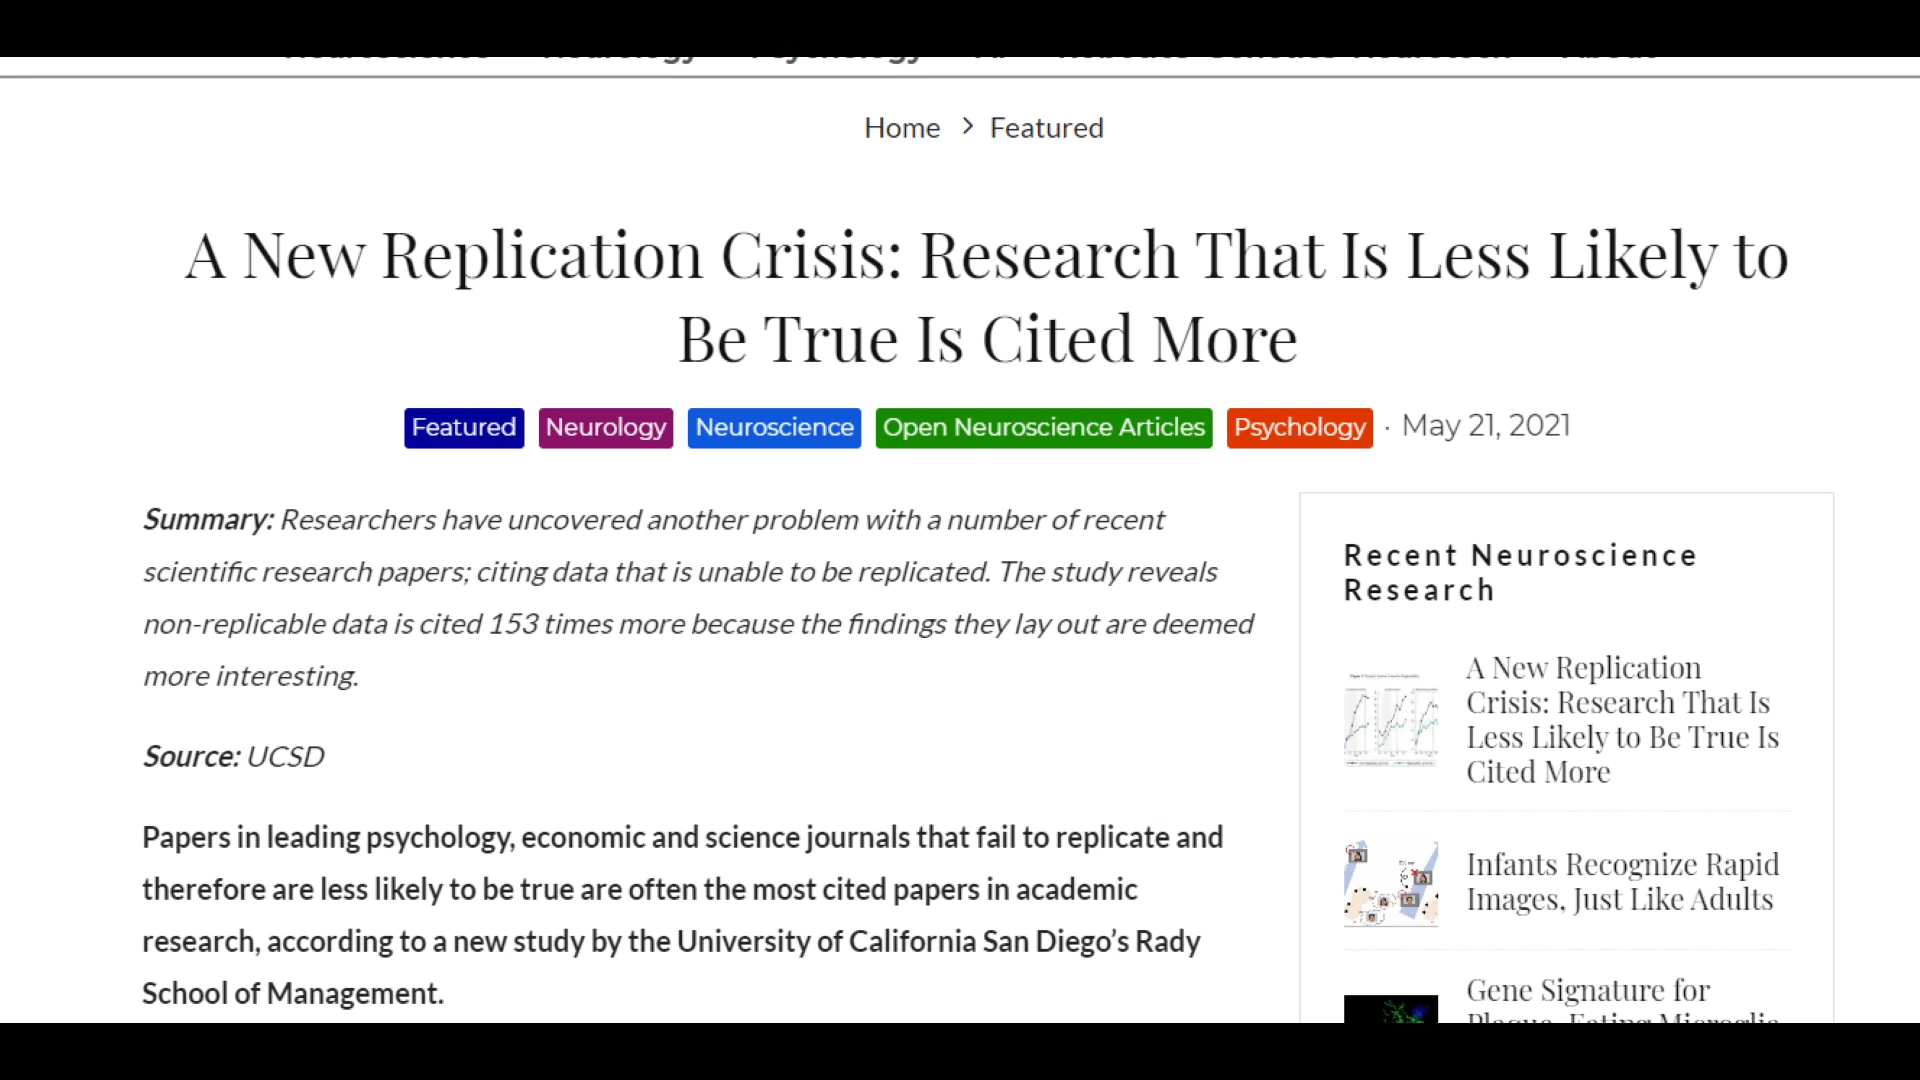 Home > Featured
A New Replication Crisis: Research That Is Less Likely to
Be True Is Cited More
Featured Neurology Neuroscience Open Neuroscience Articles Psychology · May 21, 2021
Summary: Researchers have uncovered another problem with a number of recent
scientific research papers; citing data that is unable to be replicated. The study reveals
non-replicable data is cited 153 times more because the findings they lay out are deemed
more interesting.
Source: UCSD
Papers in leading psychology, economic and science journals that fail to replicate and
therefore are less likely to be true are often the most cited papers in academic
research, according to a new study by the University of California San Diego’s Rady
School of Management.
Recent Neuroscience
Research
A New Replication
Crisis: Research That Is
Less Likely to Be True Is
Cited More
Infants Recognize Rapid
Images, Just Like Adults
Gene Signature for